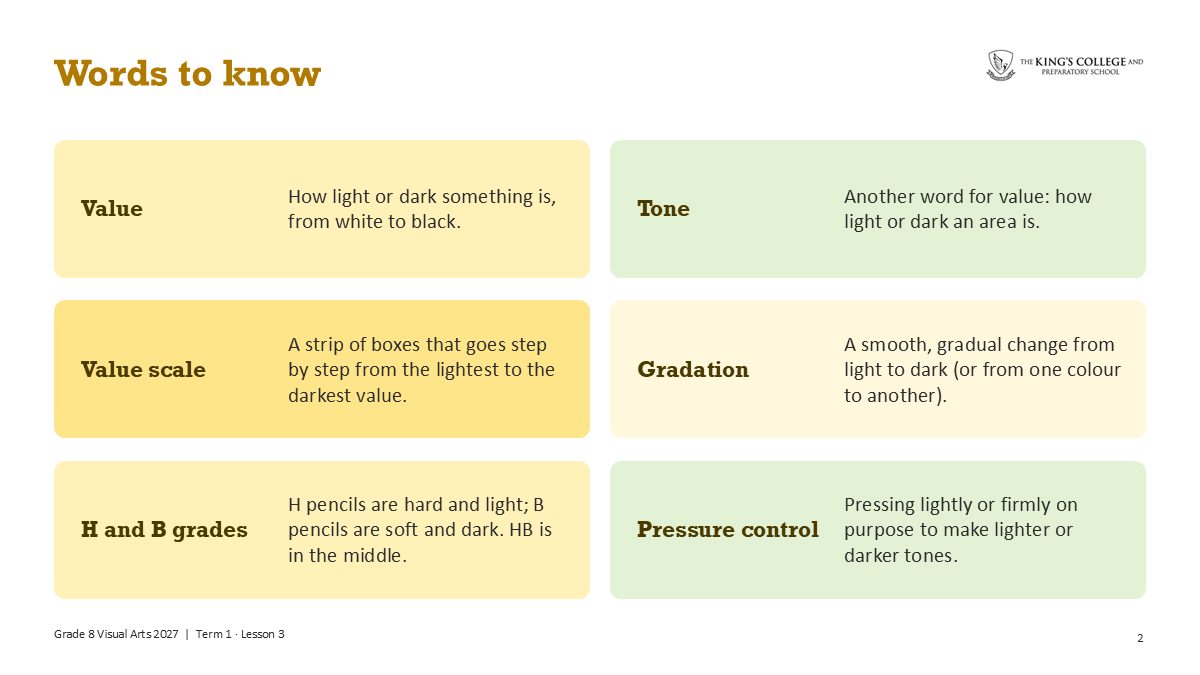 Words to know
THE KING'S COLLEGE AND
PREPARATORY SCHOOL
Value
How light or dark something is,
from white to black.
Tone
Another word for value: how
light or dark an area is.
Value scale
A strip of boxes that goes step
by step from the lightest to the
darkest value.
Gradation
A smooth, gradual change from
light to dark (or from one colour
to another).
H and B grades
H pencils are hard and light; B
pencils are soft and dark. HB is
in the middle.
Pressure control
Pressing lightly or firmly on
purpose to make lighter or
darker tones.
Grade 8 Visual Arts 2027 | Term 1 · Lesson 3
2